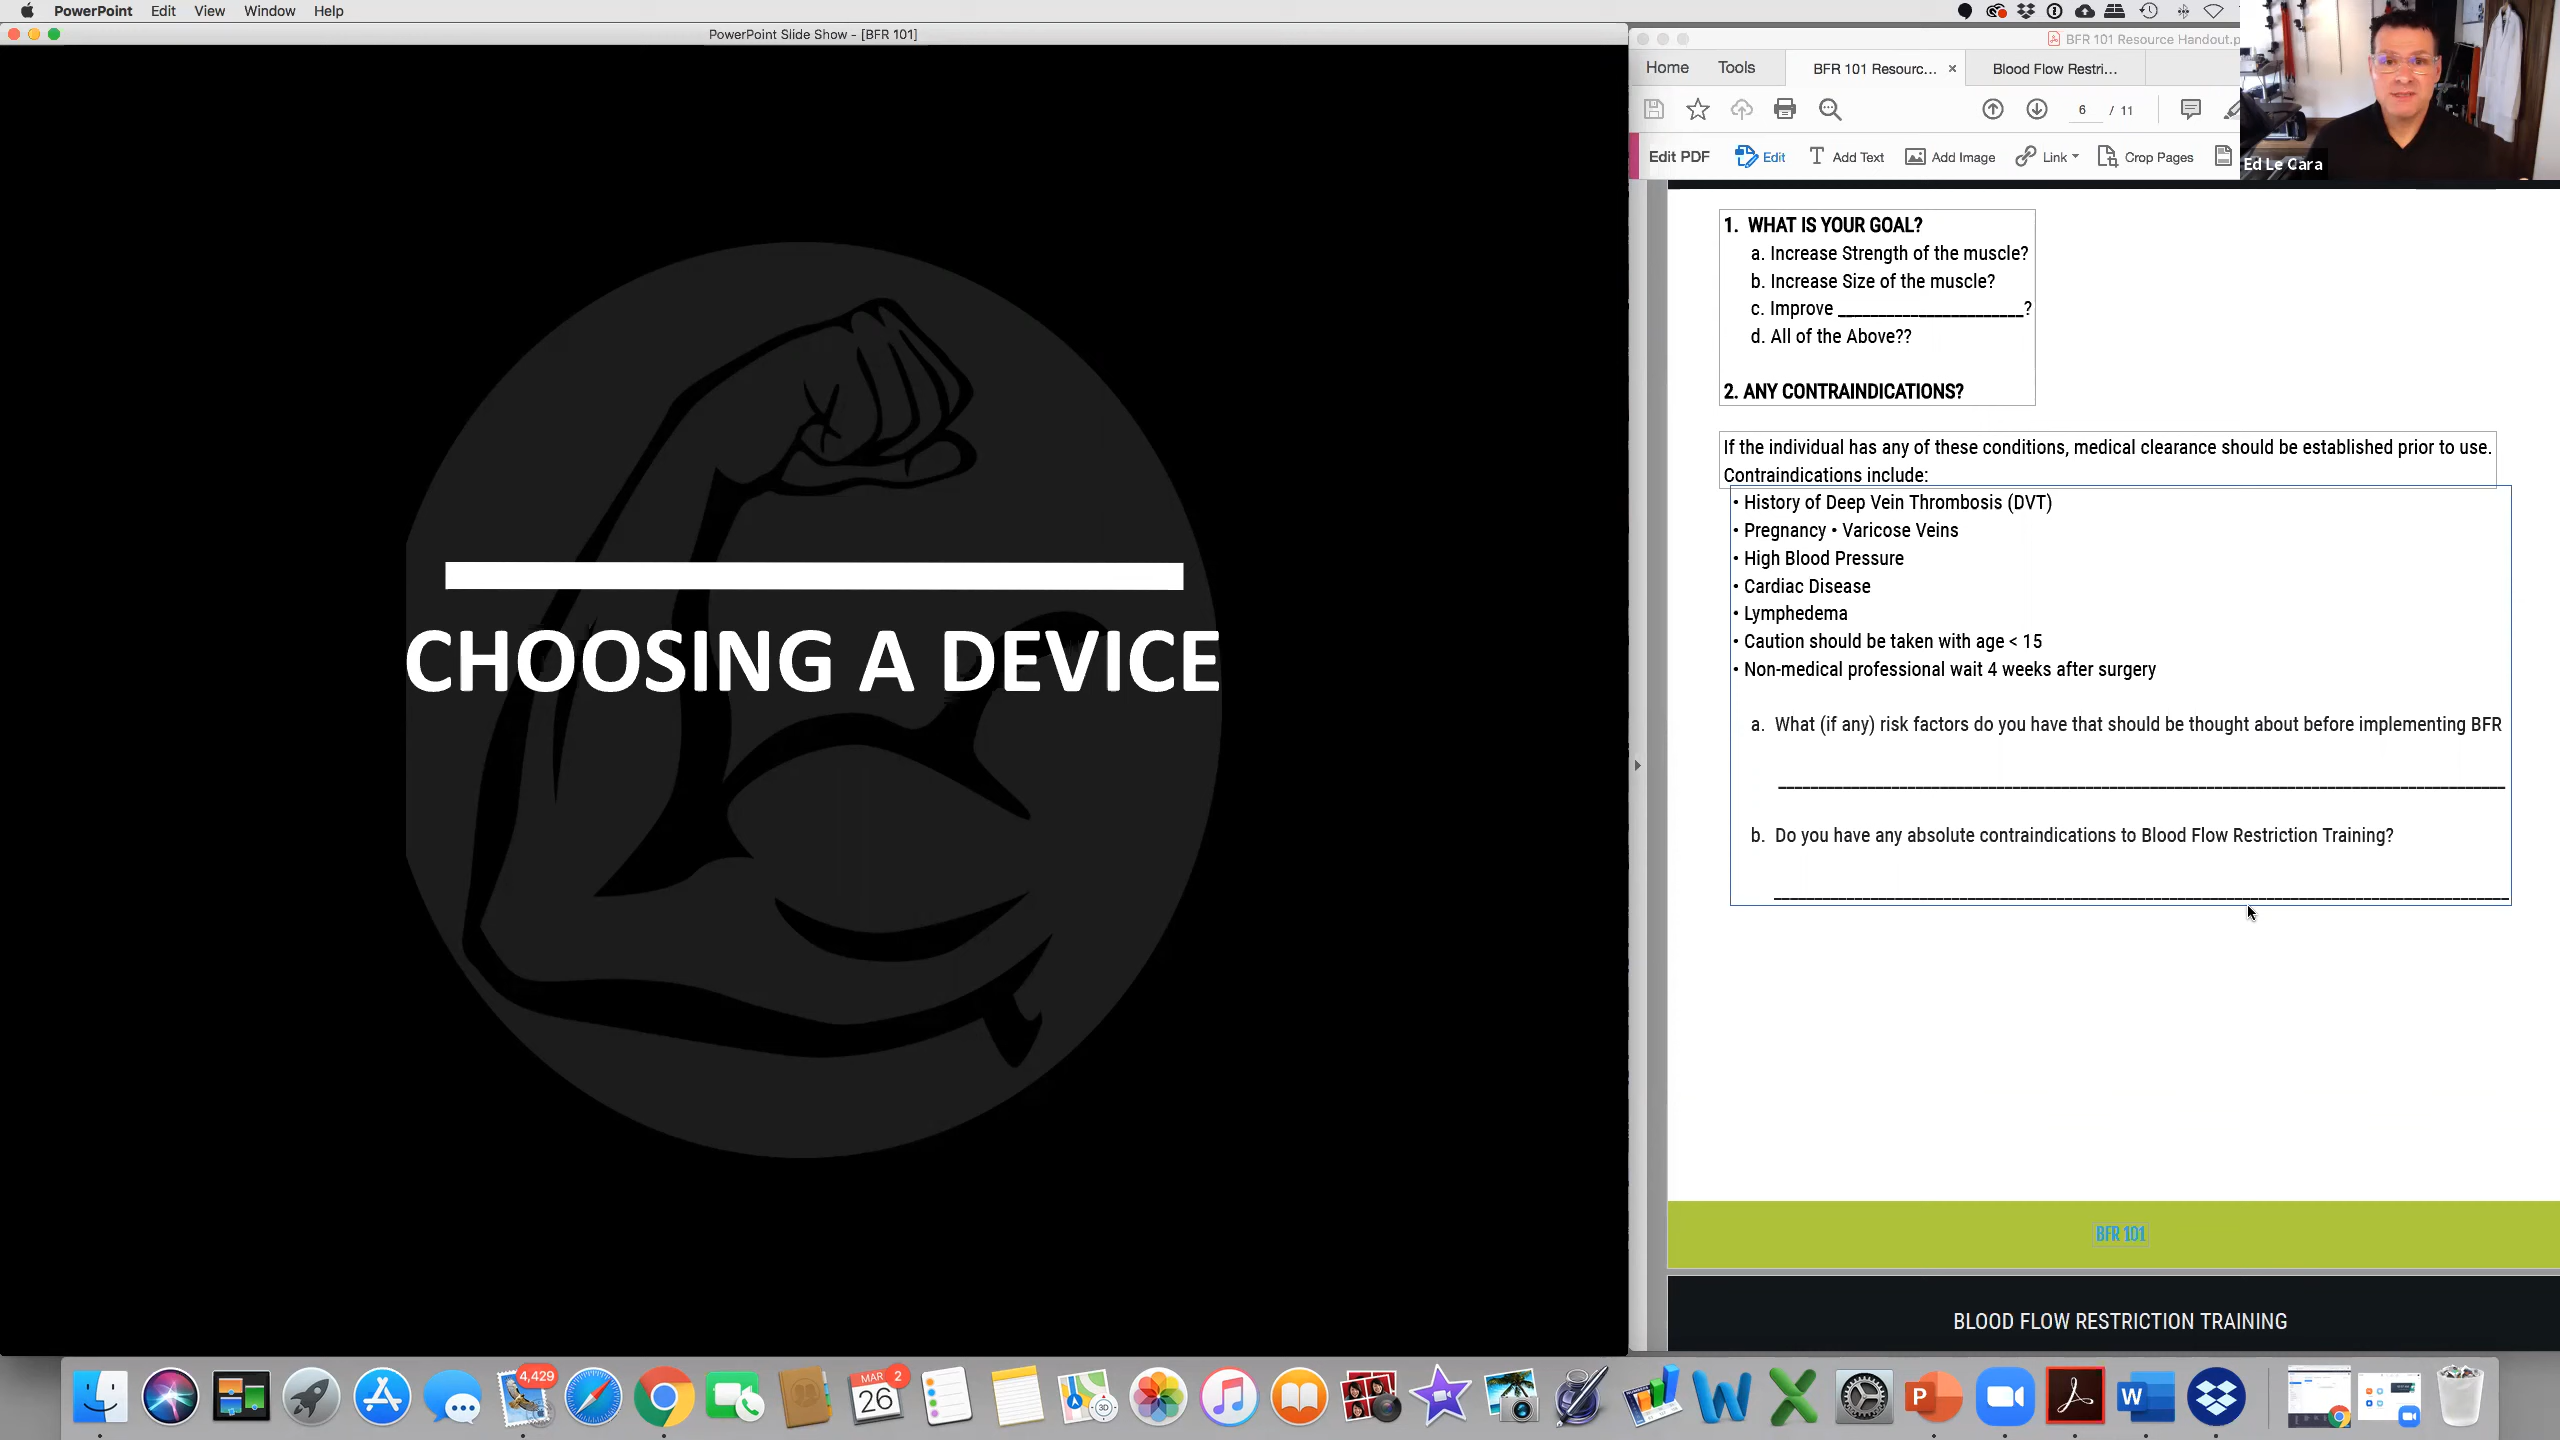 PowerPoint Edit View Window Help
PowerPoint Slide Show - [BFR 101]
CHOOSING A DEVICE
BFR 101 Resource Handout.p
Home Tools BFR 101 Resourc... × Blood Flow Restri...
6 / 11
Edit PDF Edit Add Text Add Image Link Crop Pages
Ed Le Cara
1. WHAT IS YOUR GOAL?
a. Increase Strength of the muscle?
b. Increase Size of the muscle?
c. Improve ______________________?
d. All of the Above??
2. ANY CONTRAINDICATIONS?
If the individual has any of these conditions, medical clearance should be established prior to use.
Contraindications include:
• History of Deep Vein Thrombosis (DVT)
• Pregnancy • Varicose Veins
• High Blood Pressure
• Cardiac Disease
• Lymphedema
• Caution should be taken with age < 15
• Non-medical professional wait 4 weeks after surgery
a. What (if any) risk factors do you have that should be thought about before implementing BFR
b. Do you have any absolute contraindications to Blood Flow Restriction Training?
BFR 101
BLOOD FLOW RESTRICTION TRAINING
4,429
MAR 2
26
3D
P
W